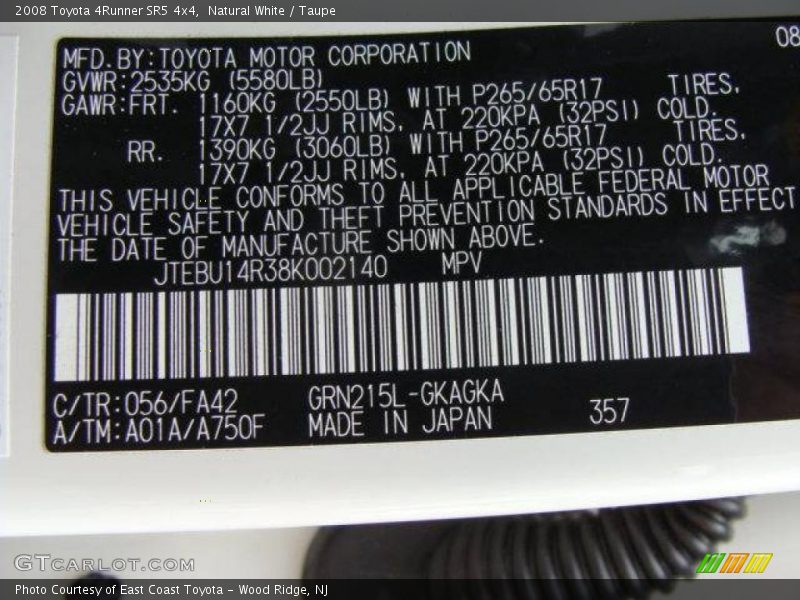 2008 Toyota 4Runner SR5 4x4, Natural White / Taupe
08
MFD.BY:TOYOTA MOTOR CORPORATION
GVWR:2535KG (5580LB)
GAWR:FRT. 1160KG (2550LB) WITH P265/65R17 TIRES,
17X7 1/2JJ RIMS, AT 220KPA (32PSI) COLD.
RR. 1390KG (3060LB) WITH P265/65R17 TIRES,
17X7 1/2JJ RIMS, AT 220KPA (32PSI) COLD.
THIS VEHICLE CONFORMS TO ALL APPLICABLE FEDERAL MOTOR
VEHICLE SAFETY AND THEFT PREVENTION STANDARDS IN EFFECT
THE DATE OF MANUFACTURE SHOWN ABOVE.
JTEBU14R38K002140 MPV
C/TR:056/FA42 GRN215L-GKAGKA
A/TM:A01A/A750F MADE IN JAPAN 357
GTCARLOT.COM
Photo Courtesy of East Coast Toyota - Wood Ridge, NJ